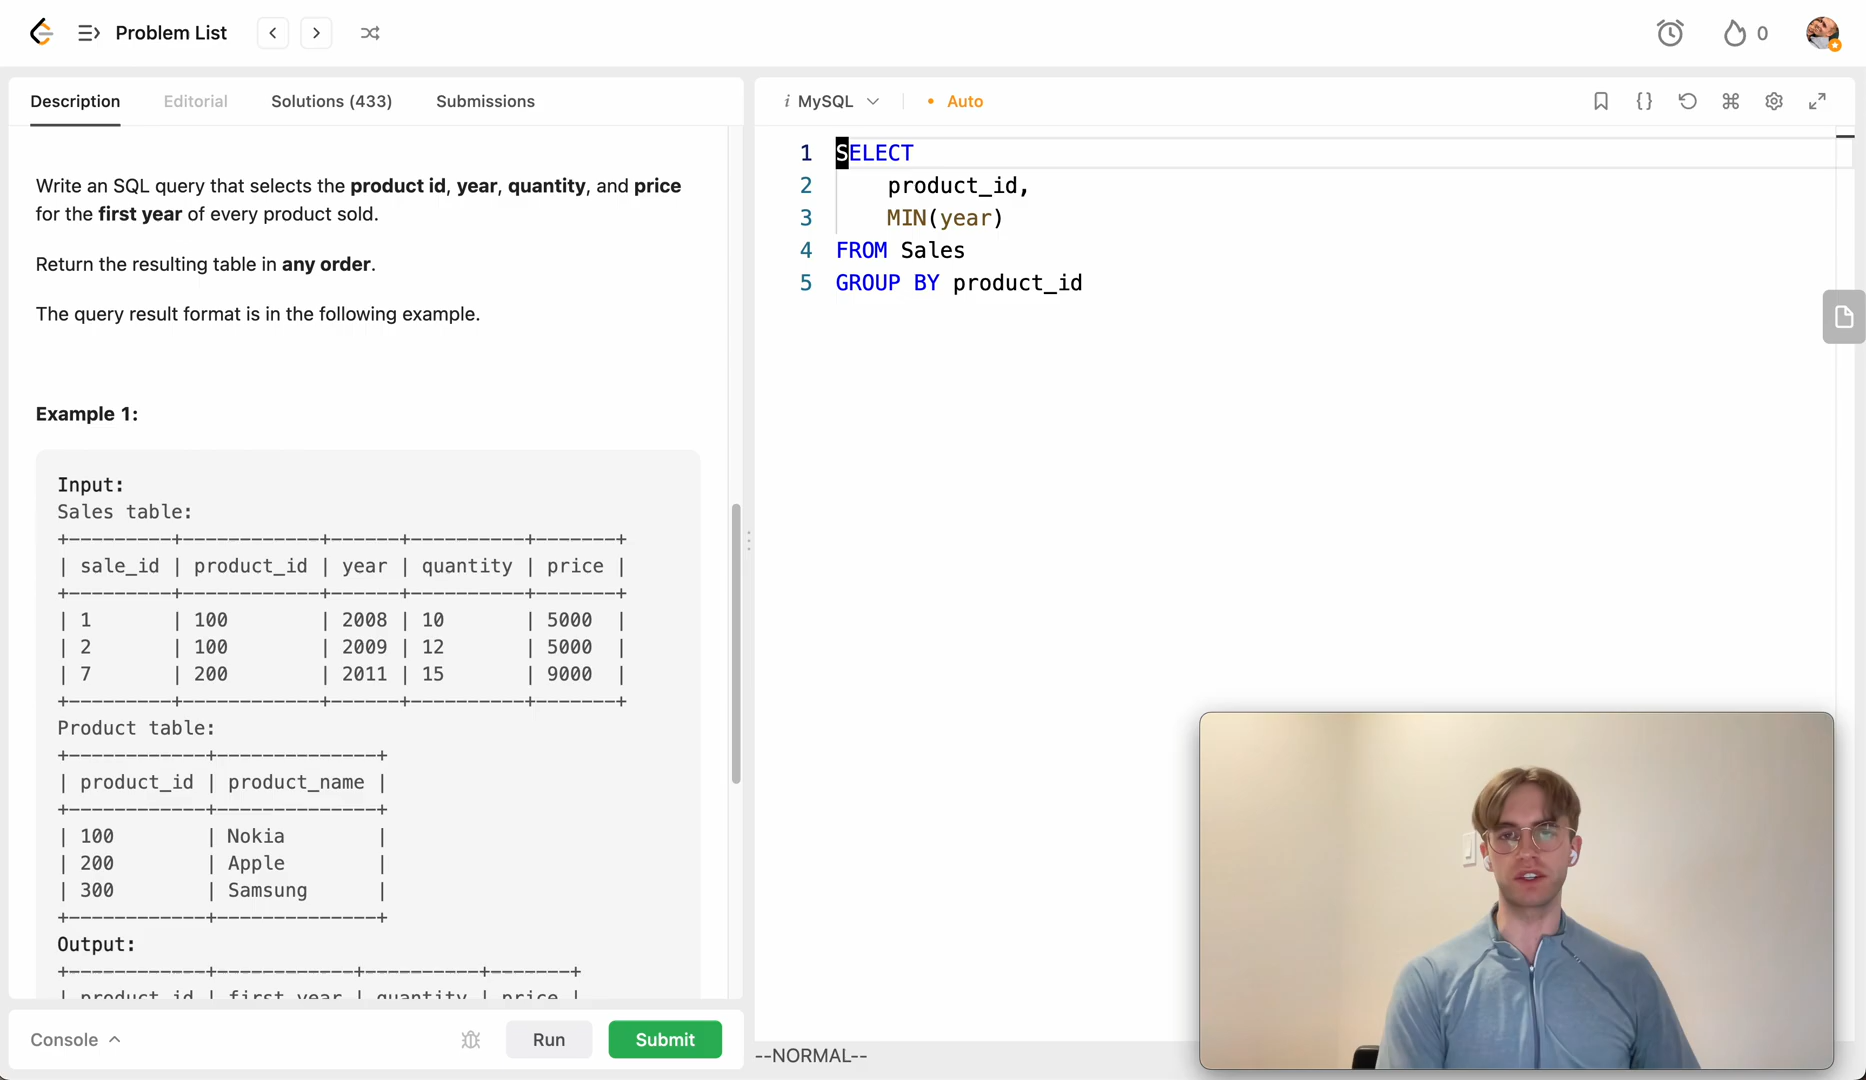 Problem List
0
Description
Editorial
Solutions (433)
Submissions
Write an SQL query that selects the product id, year, quantity, and price
for the first year of every product sold.
Return the resulting table in any order.
The query result format is in the following example.
Example 1:
Input:
Sales table:
+---------+------------+------+----------+-------+
| sale_id | product_id | year | quantity | price |
+---------+------------+------+----------+-------+
| 1       | 100        | 2008 | 10       | 5000  |
| 2       | 100        | 2009 | 12       | 5000  |
| 7       | 200        | 2011 | 15       | 9000  |
+---------+------------+------+----------+-------+
Product table:
+------------+--------------+
| product_id | product_name |
+------------+--------------+
| 100        | Nokia        |
| 200        | Apple        |
| 300        | Samsung      |
+------------+--------------+
Output:
+------------+------------+----------+-------+
| product_id | first_year | quantity | price |
Console
Run
Submit
i MySQL
• Auto
1 SELECT
2     product_id,
3     MIN(year)
4 FROM Sales
5 GROUP BY product_id
--NORMAL--